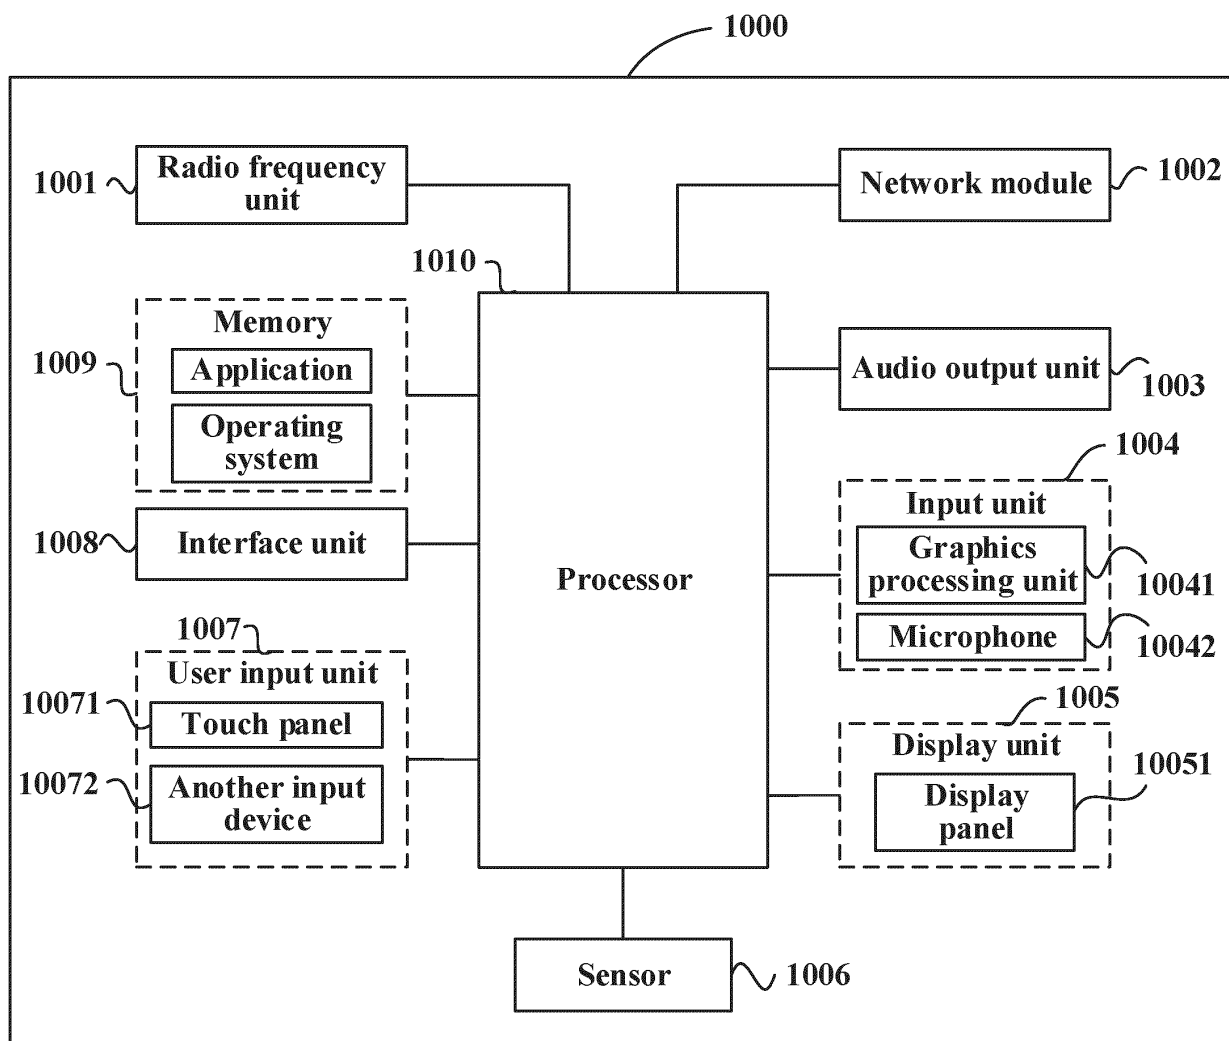 1000
1001
Radio frequency
unit
Network module
1002
1010
1009
Memory
Application
Operating
system
Audio output unit
1003
1004
Input unit
Graphics
processing unit
10041
Microphone
10042
1008
Interface unit
Processor
1007
User input unit
10071
Touch panel
10072
Another input
device
1005
Display unit
10051
Display
panel
Sensor
1006